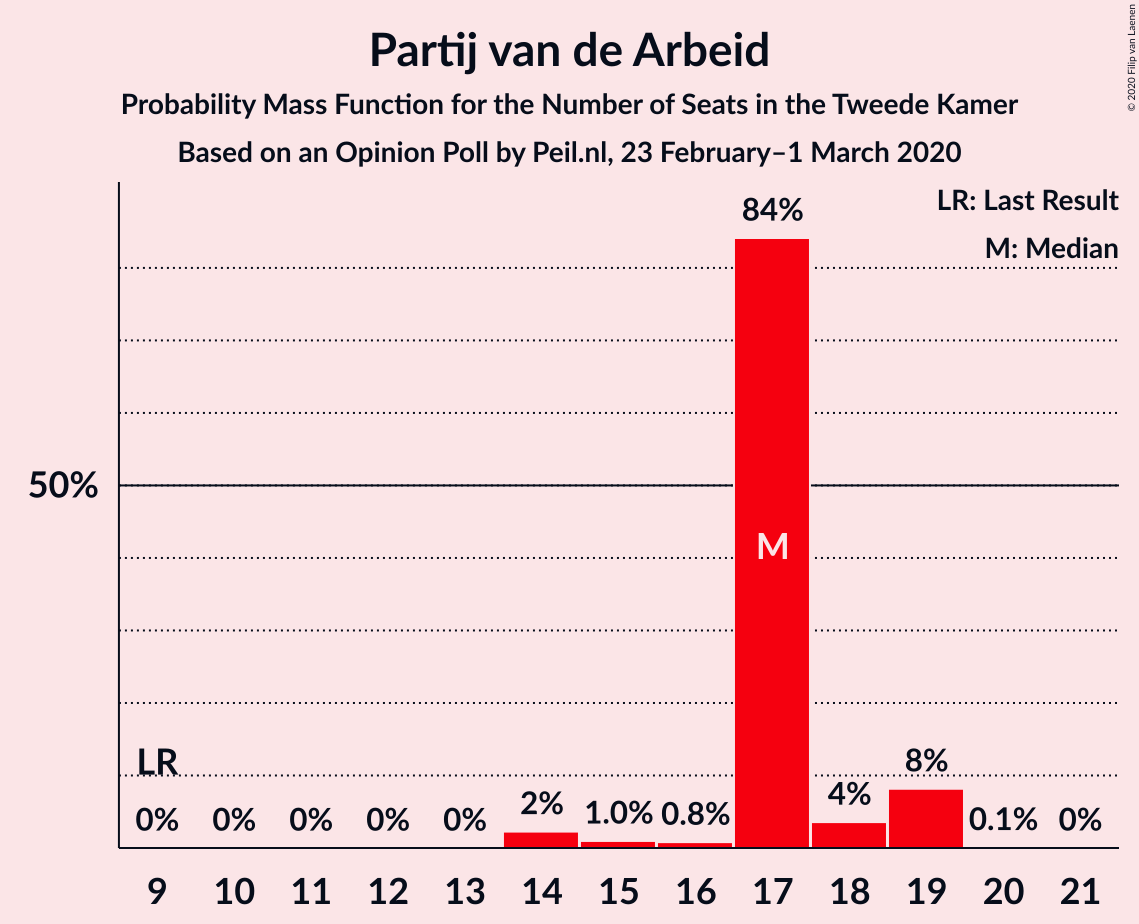 Partij van de Arbeid
Probability Mass Function for the Number of Seats in the Tweede Kamer
Based on an Opinion Poll by Peil.nl, 23 February–1 March 2020
© 2020 Filip van Laenen
LR: Last Result
M: Median
84%
50%
M
LR
0% 0% 0% 0% 0% 2% 1.0% 0.8% 4% 8% 0.1% 0%
9 10 11 12 13 14 15 16 17 18 19 20 21